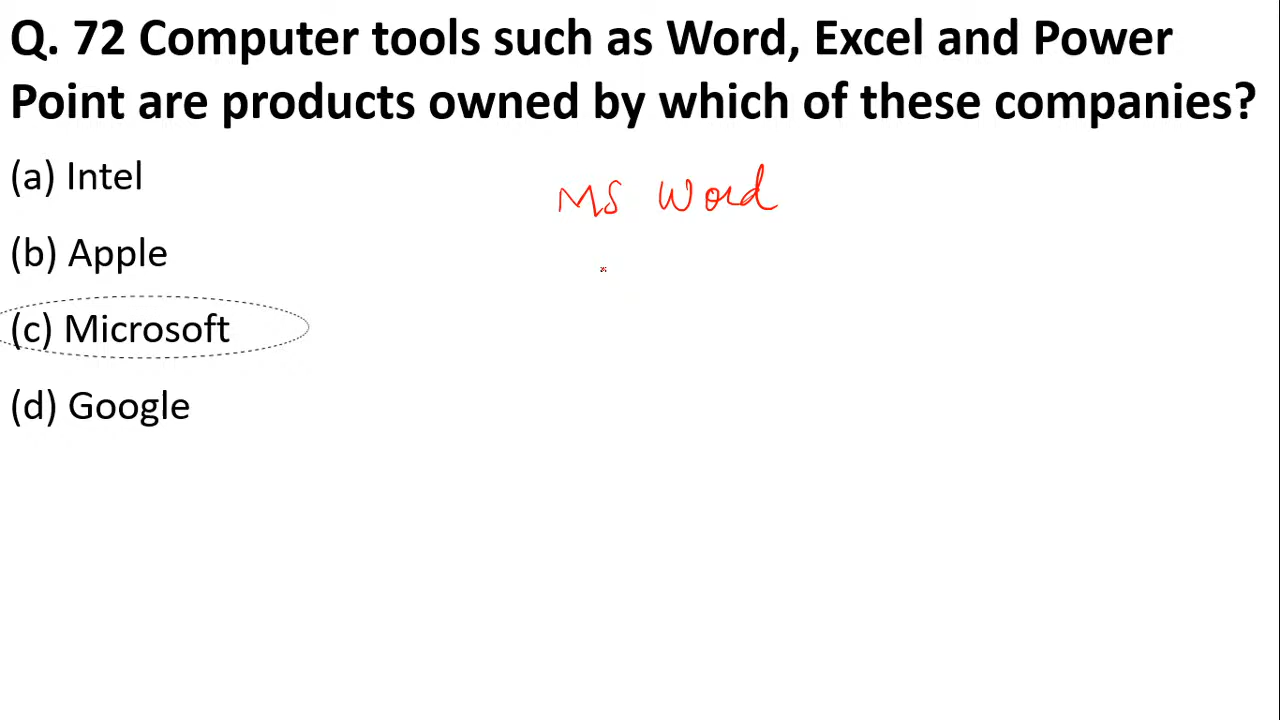 Q. 72 Computer tools such as Word, Excel and Power
Point are products owned by which of these companies?
(a) Intel
MS Word
(b) Apple
(c) Microsoft
(d) Google